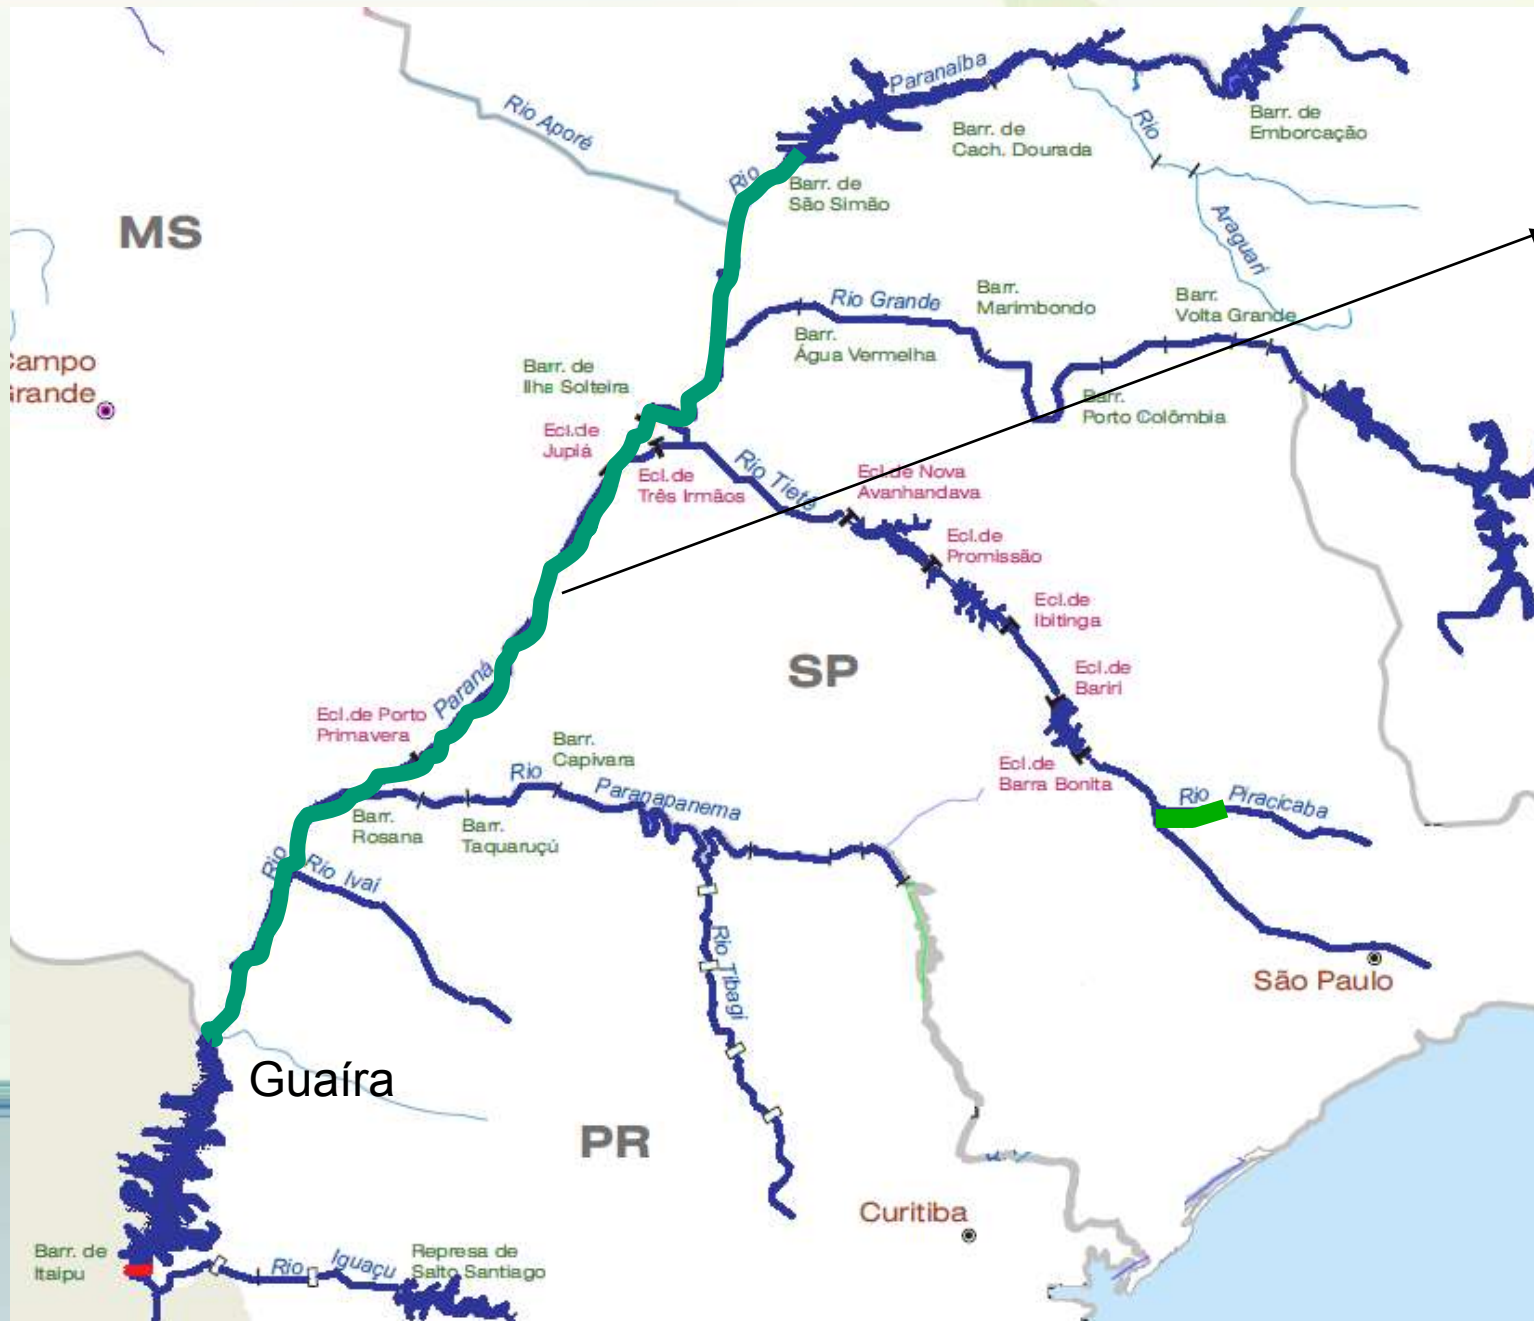 Paranaíba
Rio Aporé
Barr. de
Cach. Dourada
Rio
Barr. de
Emborcação
Rio
Barr. de
São Simão
MS
Araguari
Rio Grande
Barr.
Marimbondo
Barr.
Volta Grande
Barr.
Água Vermelha
Campo
Grande
Barr. de
Ilha Solteira
Barr.
Porto Colômbia
Ecl.de
Jupiá
Ecl.de
Três Irmãos
Rio Tietê
Ecl.de Nova
Avanhandava
Ecl.de
Promissão
Ecl.de
Ibitinga
SP
Ecl.de
Bariri
Paraná
Ecl.de Porto
Primavera
Barr.
Capivara
Ecl.de
Barra Bonita
Rio
Paranapanema
Rio
Piracicaba
Barr.
Rosana
Barr.
Taquaruçú
Rio
Rio Ivaí
Rio Tibagi
São Paulo
Guaíra
PR
Curitiba
Barr. de
Itaipu
Rio
Iguaçu
Represa de
Salto Santiago